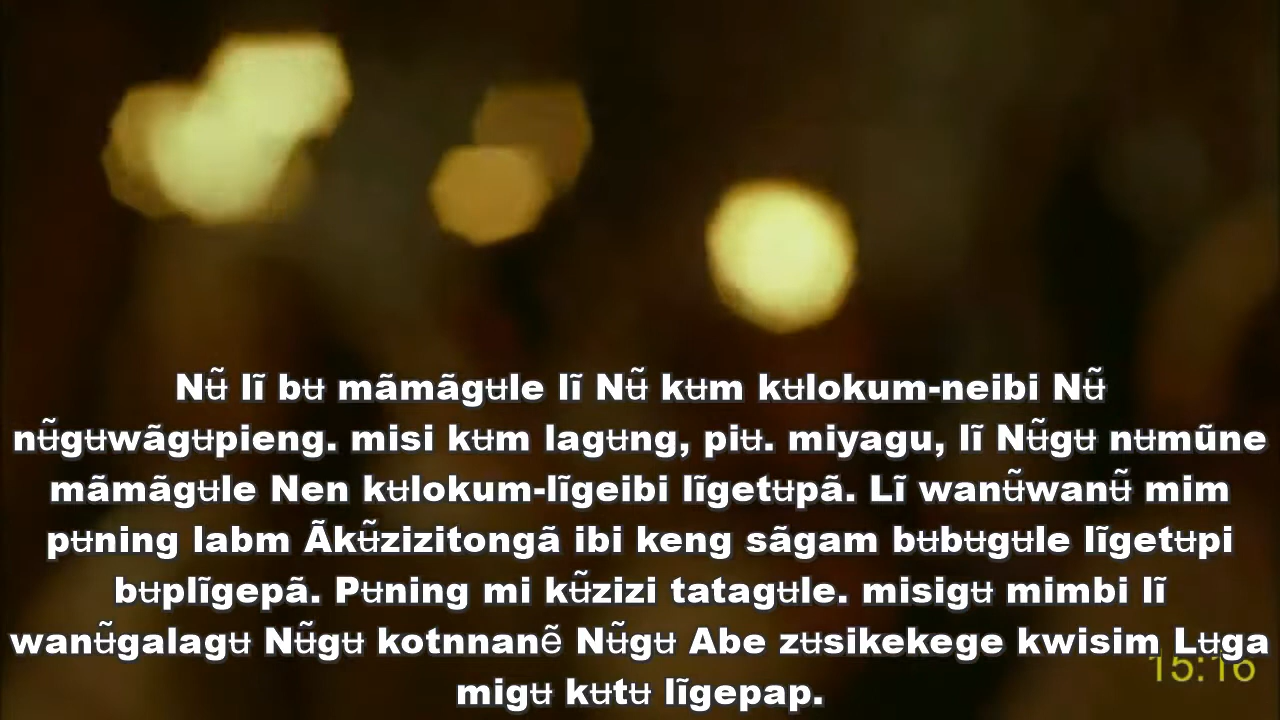 Nʉ̃ lĩ bʉ mãmãgʉle lĩ Nʉ̃ kʉm kʉlokum-neibi Nʉ̃
nʉ̃gʉwãgʉpieng. misi kʉm lagʉng, piʉ. miyagu, lĩ Nʉ̃gʉ nʉmũne
mãmãgʉle Nen kʉlokum-lĩgeibi lĩgetʉpã. Lĩ wanʉ̃wanʉ̃ mim
pʉning labm Ãkʉ̃zizitongã ibi keng sãgam bʉbʉgʉle lĩgetʉpi
bʉplĩgepã. Pʉning mi kʉ̃zizi tatagʉle. misigʉ mimbi lĩ
wanʉ̃galagʉ Nʉ̃gʉ kotnnanẽ Nʉ̃gʉ Abe zʉsikekege kwisim Lʉga
migʉ kʉtʉ lĩgepap.
15:16